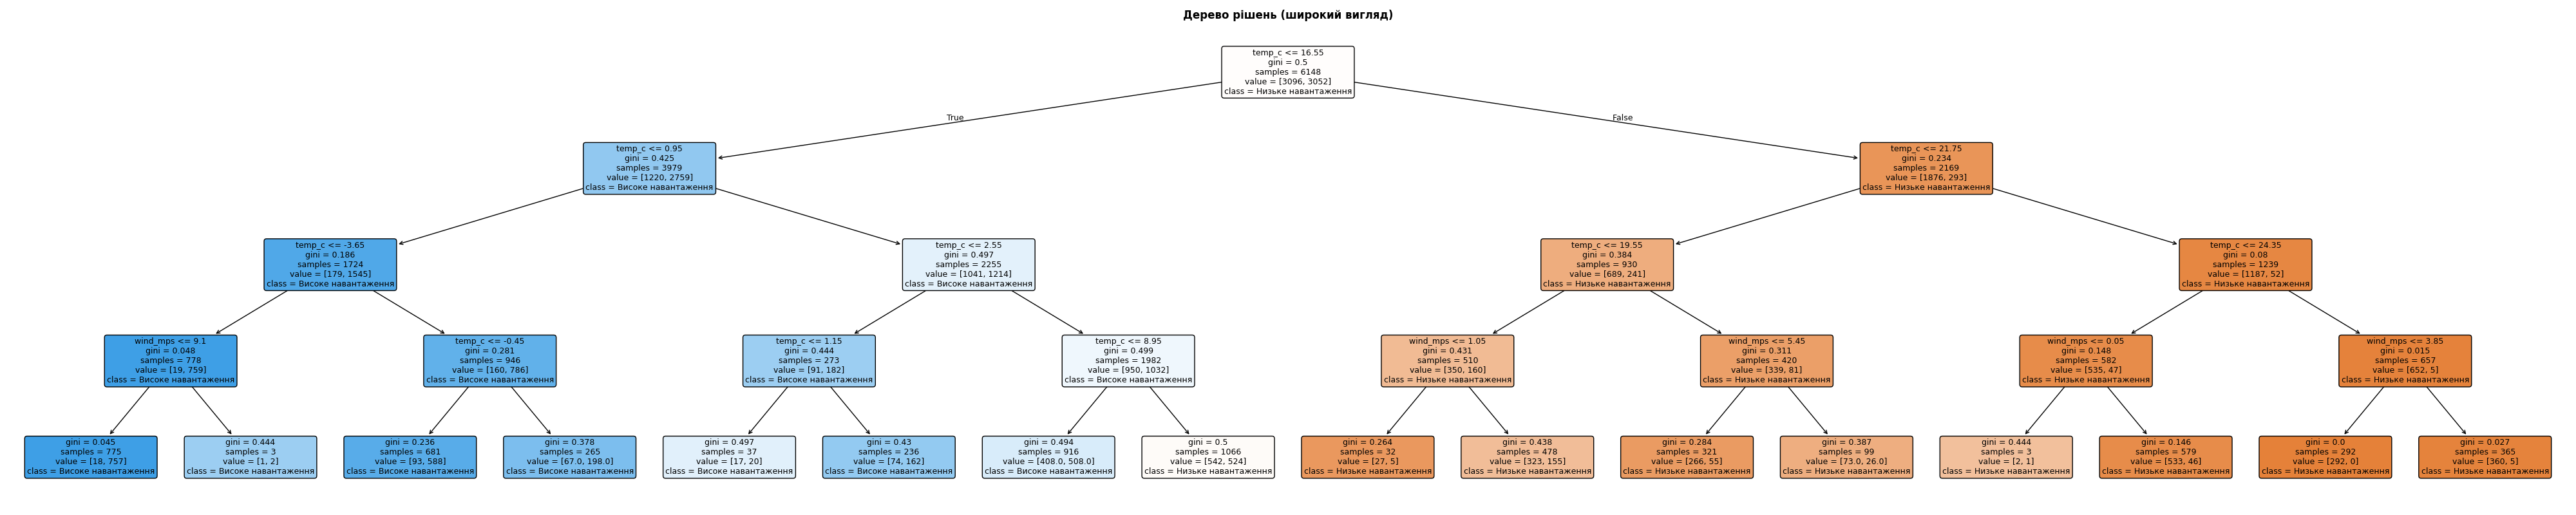 Дерево рішень (широкий вигляд)
temp_c <= 16.55
gini = 0.5
samples = 6148
value = [3096, 3052]
class = Низьке навантаження
True
False
temp_c <= 0.95
gini = 0.425
samples = 3979
value = [1220, 2759]
class = Високе навантаження
temp_c <= 21.75
gini = 0.234
samples = 2169
value = [1876, 293]
class = Низьке навантаження
temp_c <= -3.65
gini = 0.186
samples = 1724
value = [179, 1545]
class = Високе навантаження
temp_c <= 2.55
gini = 0.497
samples = 2255
value = [1041, 1214]
class = Високе навантаження
temp_c <= 19.55
gini = 0.384
samples = 930
value = [689, 241]
class = Низьке навантаження
temp_c <= 24.35
gini = 0.08
samples = 1239
value = [1187, 52]
class = Низьке навантаження
wind_mps <= 9.1
gini = 0.048
samples = 778
value = [19, 759]
class = Високе навантаження
temp_c <= -0.45
gini = 0.281
samples = 946
value = [160, 786]
class = Високе навантаження
temp_c <= 1.15
gini = 0.444
samples = 273
value = [91, 182]
class = Високе навантаження
temp_c <= 8.95
gini = 0.499
samples = 1982
value = [950, 1032]
class = Високе навантаження
wind_mps <= 1.05
gini = 0.431
samples = 510
value = [350, 160]
class = Низьке навантаження
wind_mps <= 5.45
gini = 0.311
samples = 420
value = [339, 81]
class = Низьке навантаження
wind_mps <= 0.05
gini = 0.148
samples = 582
value = [535, 47]
class = Низьке навантаження
wind_mps <= 3.85
gini = 0.015
samples = 657
value = [652, 5]
class = Низьке навантаження
gini = 0.045
samples = 775
value = [18, 757]
class = Високе навантаження
gini = 0.444
samples = 3
value = [1, 2]
class = Високе навантаження
gini = 0.236
samples = 681
value = [93, 588]
class = Високе навантаження
gini = 0.378
samples = 265
value = [67.0, 198.0]
class = Високе навантаження
gini = 0.497
samples = 37
value = [17, 20]
class = Високе навантаження
gini = 0.43
samples = 236
value = [74, 162]
class = Високе навантаження
gini = 0.494
samples = 916
value = [408.0, 508.0]
class = Високе навантаження
gini = 0.5
samples = 1066
value = [542, 524]
class = Низьке навантаження
gini = 0.264
samples = 32
value = [27, 5]
class = Низьке навантаження
gini = 0.438
samples = 478
value = [323, 155]
class = Низьке навантаження
gini = 0.284
samples = 321
value = [266, 55]
class = Низьке навантаження
gini = 0.387
samples = 99
value = [73.0, 26.0]
class = Низьке навантаження
gini = 0.444
samples = 3
value = [2, 1]
class = Низьке навантаження
gini = 0.146
samples = 579
value = [533, 46]
class = Низьке навантаження
gini = 0.0
samples = 292
value = [292, 0]
class = Низьке навантаження
gini = 0.027
samples = 365
value = [360, 5]
class = Низьке навантаження